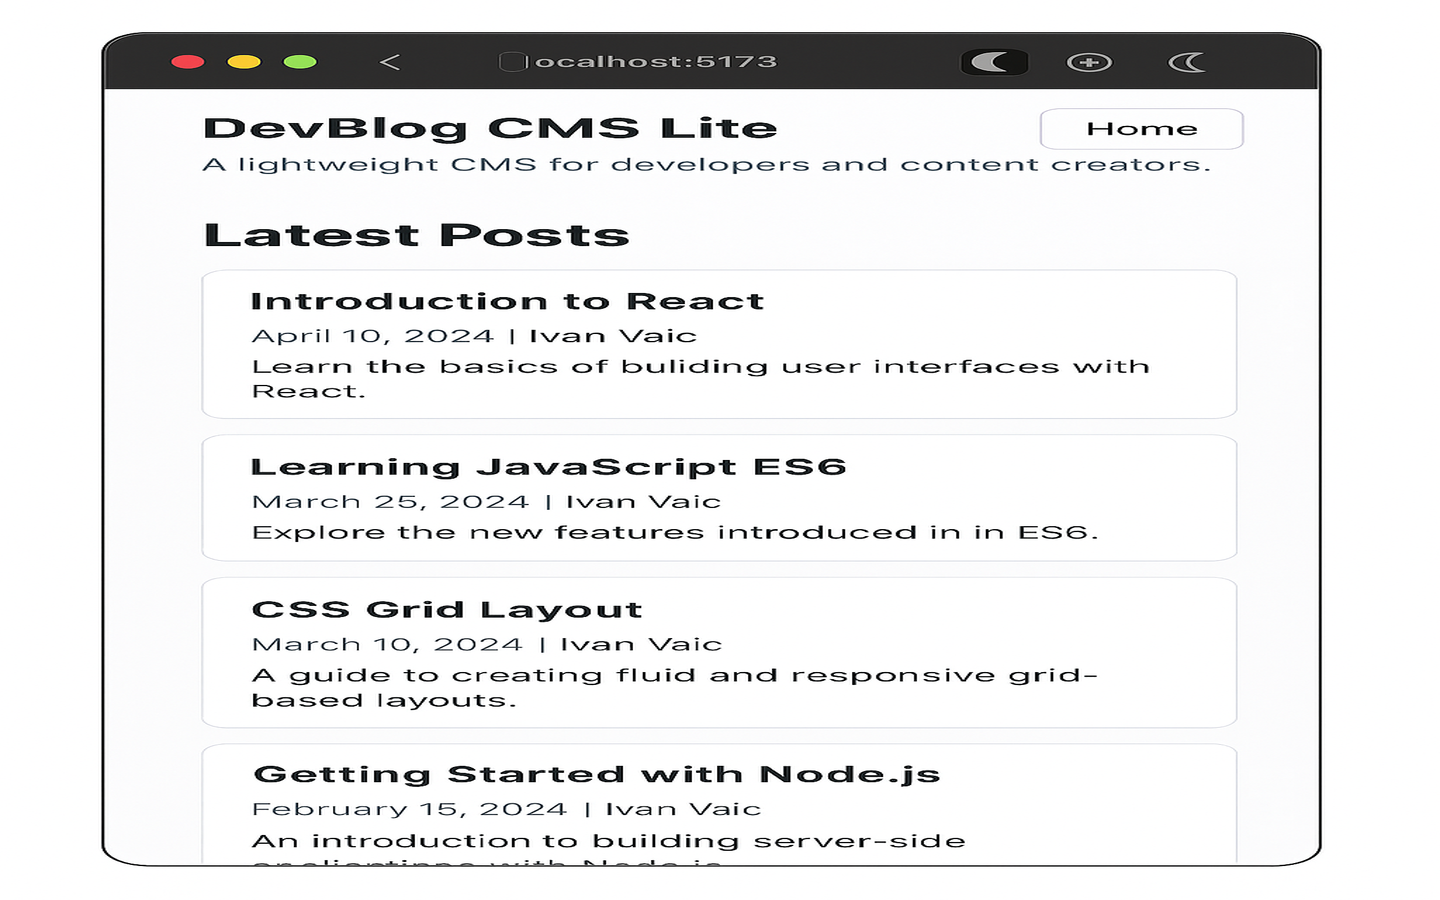 ocalhost:5173
DevBlog CMS Lite
Home
A lightweight CMS for developers and content creators.
Latest Posts
Introduction to React
April 10, 2024 | Ivan Vaic
Learn the basics of buliding user interfaces with
React.
Learning JavaScript ES6
March 25, 2024 | Ivan Vaic
Explore the new features introduced in in ES6.
CSS Grid Layout
March 10, 2024 | Ivan Vaic
A guide to creating fluid and responsive grid-
based layouts.
Getting Started with Node.js
February 15, 2024 | Ivan Vaic
An introduction to building server-side
with Node.js